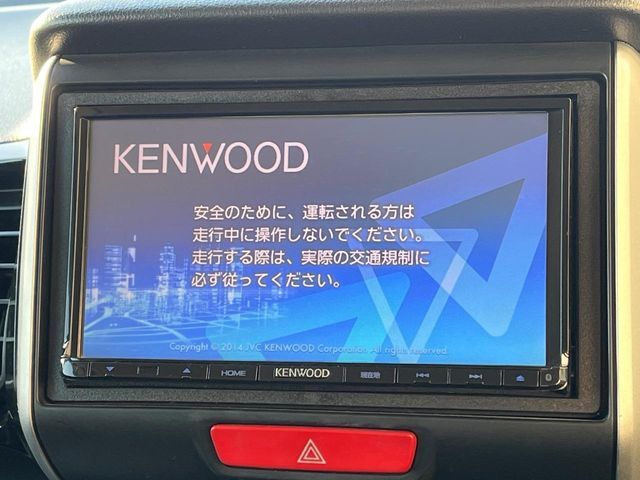 KENWOOD
安全のために、運転される方は
走行中に操作しないでください。
走行する際は、実際の交通規制に
必ず従ってください。
Copyright © 2014 JVC KENWOOD Corporation All rights reserved.
HOME KENWOOD 現在地